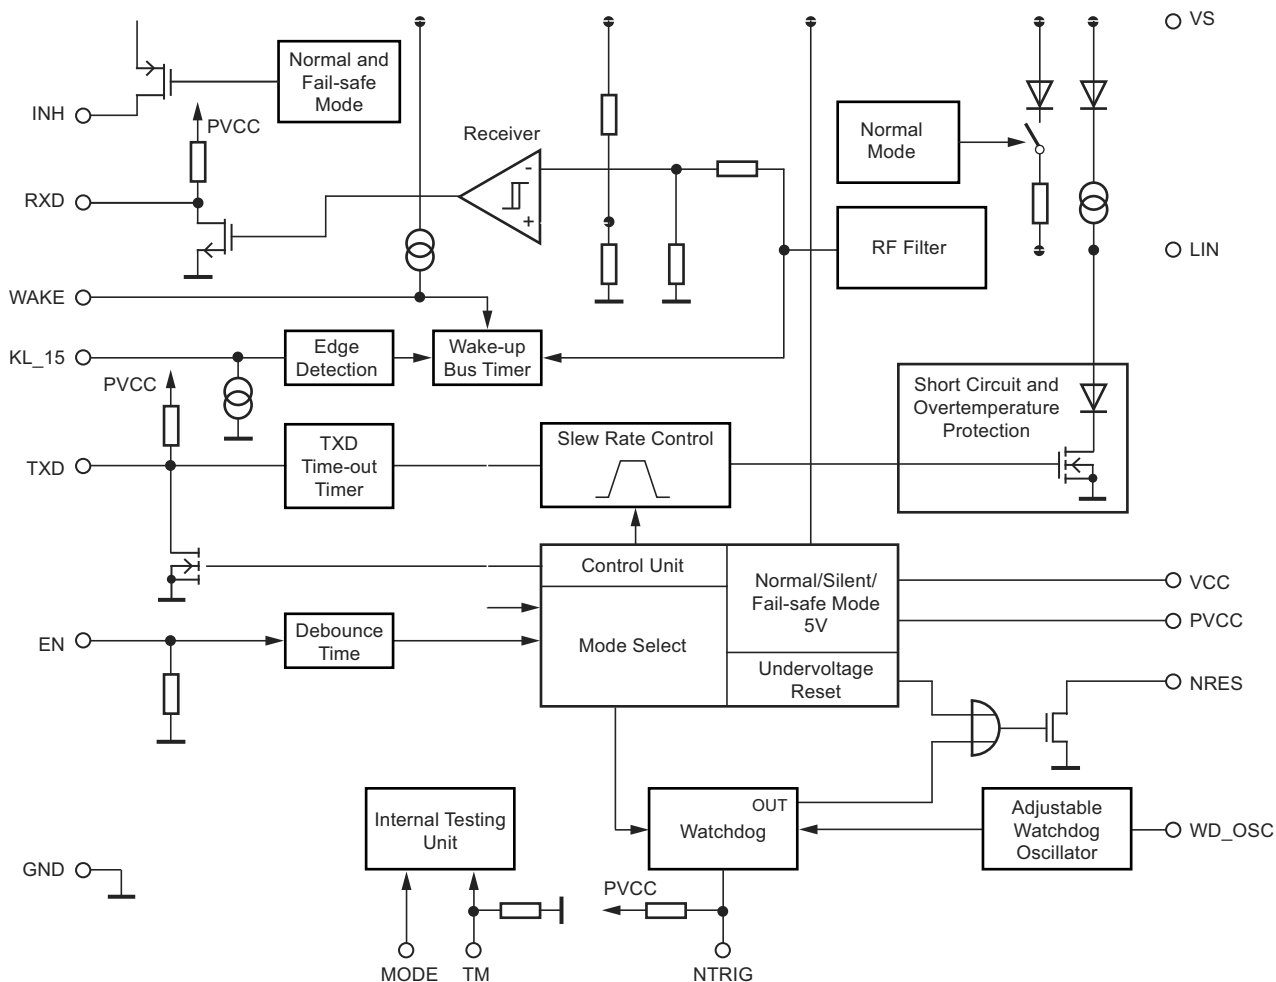 VS
Normal and
Fail-safe
Mode
INH
PVCC
Receiver
Normal
Mode
-
+
RXD
RF Filter
LIN
WAKE
KL_15
Edge
Detection
Wake-up
Bus Timer
PVCC
Short Circuit and
Overtemperature
Protection
TXD
TXD
Time-out
Timer
Slew Rate Control
Control Unit
Normal/Silent/
Fail-safe Mode
5V
VCC
PVCC
EN
Debounce
Time
Mode Select
Undervoltage
Reset
NRES
Internal Testing
Unit
OUT
Watchdog
Adjustable
Watchdog
Oscillator
WD_OSC
GND
PVCC
MODE
TM
NTRIG